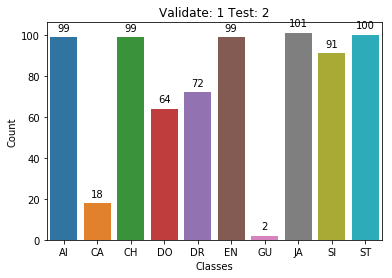 Validate: 1 Test: 2
99 18 99 64 72 99 2 101 91 100
100
80
60
40
20
0
Count
AI CA CH DO DR EN GU JA SI ST
Classes